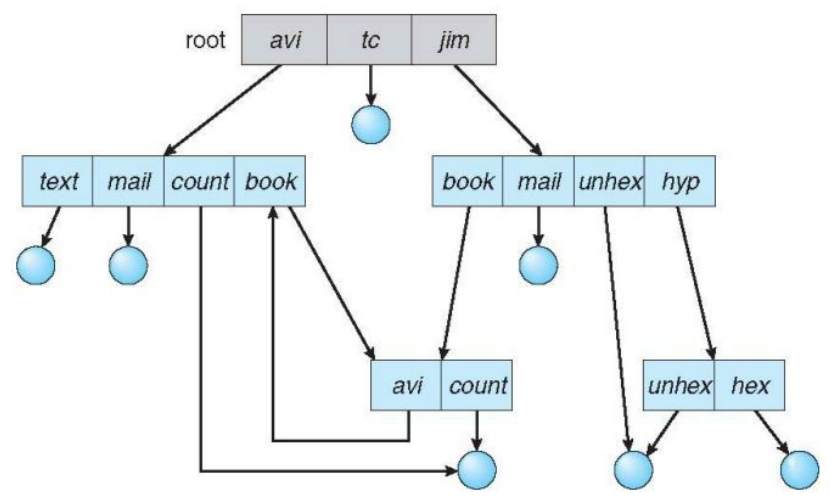 root avi tc jim
text mail count book book mail unhex hyp
avi count unhex hex